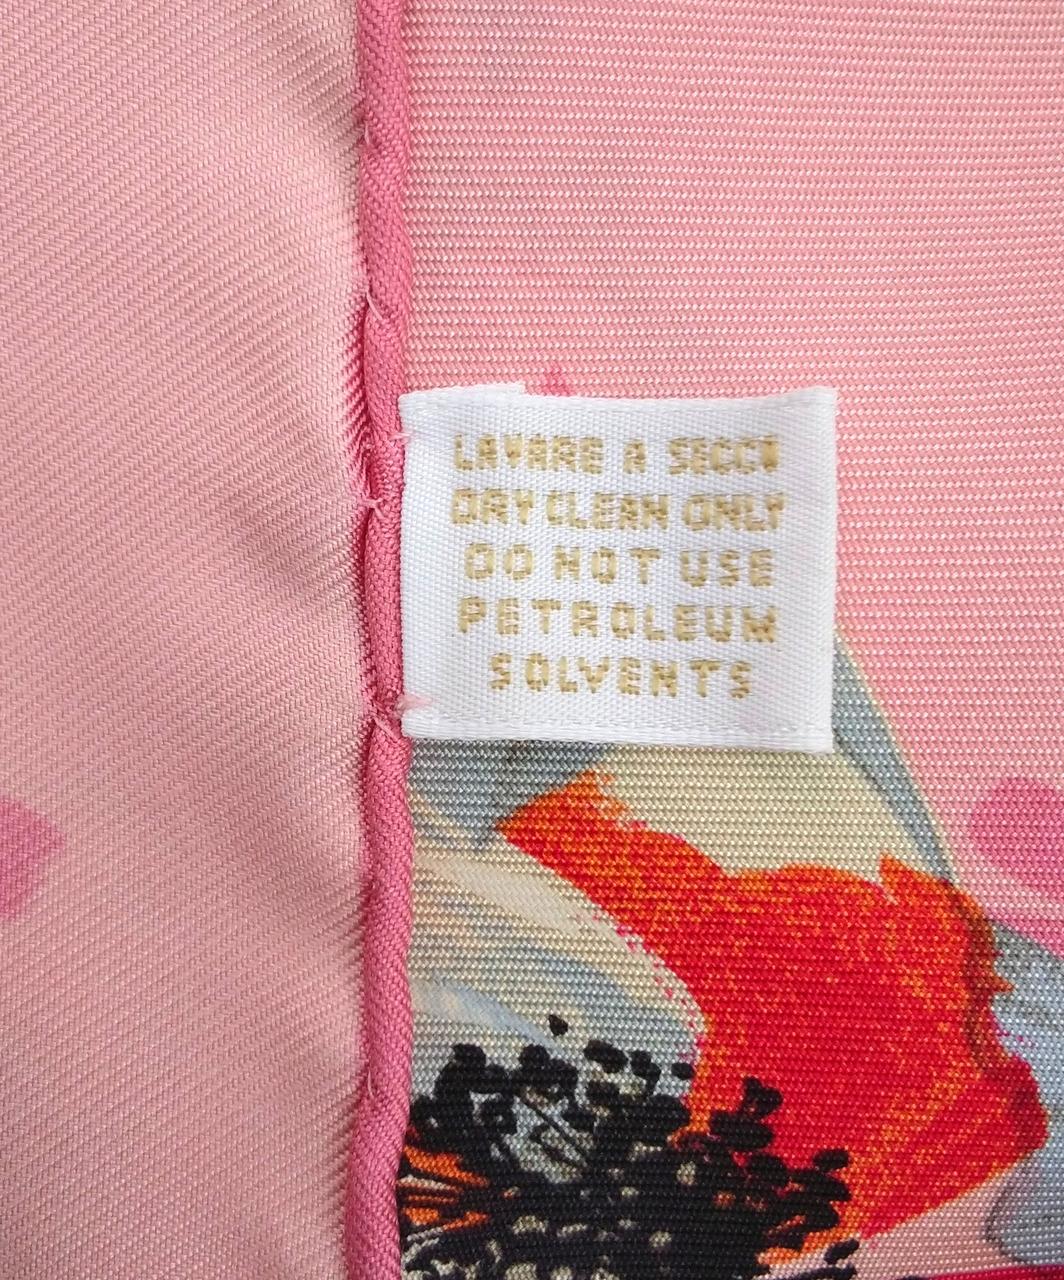 LAVARE A SECCO
DRY CLEAN ONLY
DO NOT USE
PETROLEUM
SOLVENTS